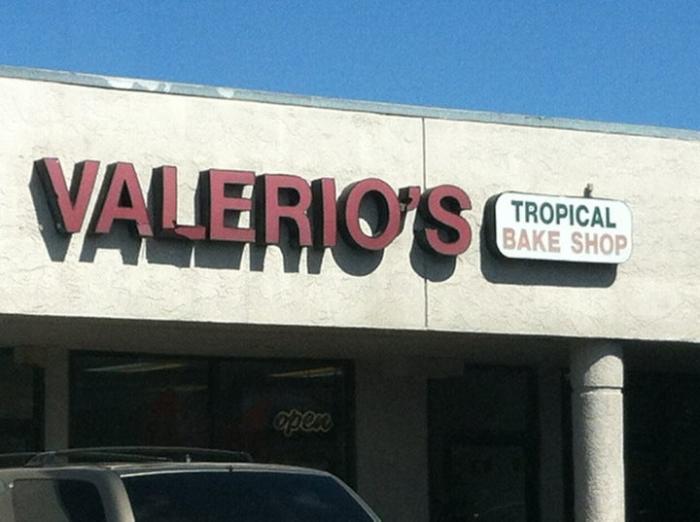 VALERIO'S
TROPICAL
BAKE SHOP
open